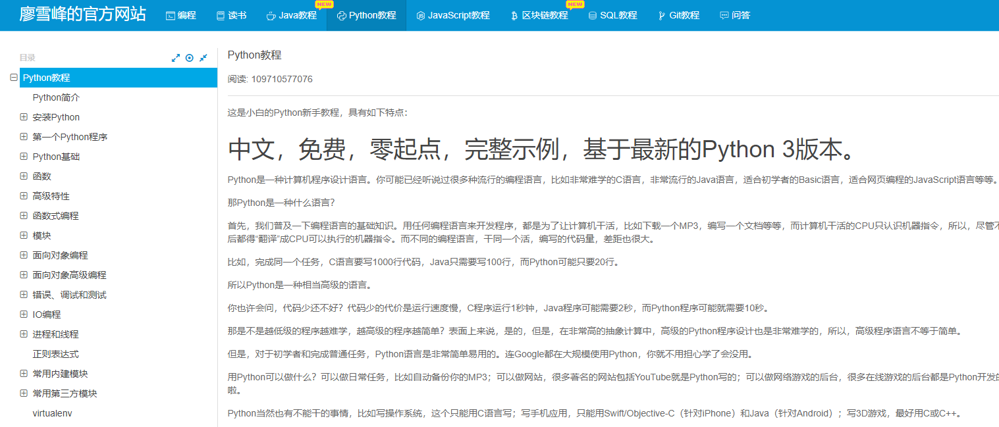 廖雪峰的官方网站 编程 读书 Java教程 NEW Python教程 JavaScript教程 区块链教程 NEW SQL教程 Git教程 问答
目录
Python教程
Python简介
安装Python
第一个Python程序
Python基础
函数
高级特性
函数式编程
模块
面向对象编程
面向对象高级编程
错误、调试和测试
IO编程
进程和线程
正则表达式
常用内建模块
常用第三方模块
virtualenv
Python教程
阅读: 109710577076
这是小白的Python新手教程，具有如下特点：
中文，免费，零起点，完整示例，基于最新的Python 3版本。
Python是一种计算机程序设计语言。你可能已经听说过很多种流行的编程语言，比如非常难学的C语言，非常流行的Java语言，适合初学者的Basic语言，适合网页编程的JavaScript语言等等。
那Python是一种什么语言？
首先，我们普及一下编程语言的基础知识。用任何编程语言来开发程序，都是为了让计算机干活，比如下载一个MP3，编写一个文档等等，而计算机干活的CPU只认识机器指令，所以，尽管不
后都得“翻译”成CPU可以执行的机器指令。而不同的编程语言，干同一个活，编写的代码量，差距也很大。
比如，完成同一个任务，C语言要写1000行代码，Java只需要写100行，而Python可能只要20行。
所以Python是一种相当高级的语言。
你也许会问，代码少还不好？代码少的代价是运行速度慢，C程序运行1秒钟，Java程序可能需要2秒，而Python程序可能就需要10秒。
那是不是越低级的程序越难学，越高级的程序越简单？表面上来说，是的，但是，在非常高的抽象计算中，高级的Python程序设计也是非常难学的，所以，高级程序语言不等于简单。
但是，对于初学者和完成普通任务，Python语言是非常简单易用的。连Google都在大规模使用Python，你就不用担心学了会没用。
用Python可以做什么？可以做日常任务，比如自动备份你的MP3；可以做网站，很多著名的网站包括YouTube就是Python写的；可以做网络游戏的后台，很多在线游戏的后台都是Python开发的
啦。
Python当然也有不能干的事情，比如写操作系统，这个只能用C语言写；写手机应用，只能用Swift/Objective-C（针对iPhone）和Java（针对Android）；写3D游戏，最好用C或C++。